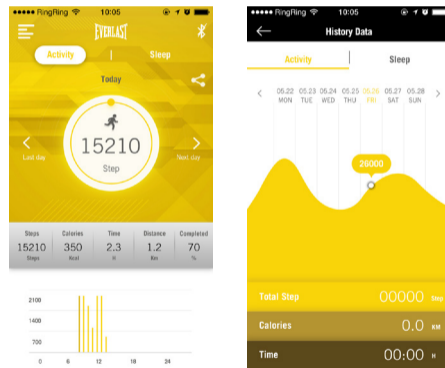 RingRing 10:05
EVERLAST
Activity | Sleep
Today
15210
Step
Last day
Next day
Steps Calories Time Distance Completed
15210 350 2.3 1.2 70
Steps Kcal H Km %
2100
1400
700
0 6 12 18 24
RingRing 10:05
History Data
Activity | Sleep
05.22 05.23 05.24 05.25 05.26 05.27 05.28
MON TUE WED THU FRI SAT SUN
26000
Total Step 00000 Step
Calories 0.0 KM
Time 00:00 H